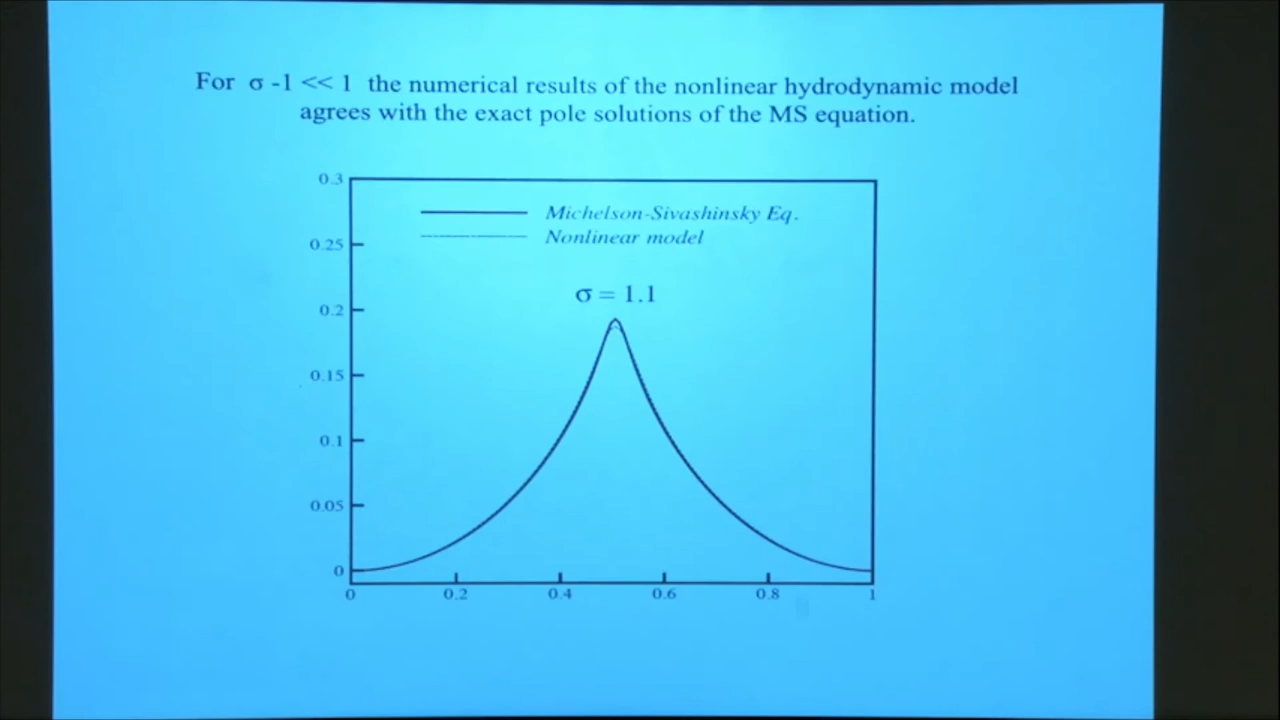 For σ -1 << 1 the numerical results of the nonlinear hydrodynamic model
agrees with the exact pole solutions of the MS equation.
0.3
Michelson-Sivashinsky Eq.
Nonlinear model
0.25
σ = 1.1
0.2
0.15
0.1
0.05
0
0 0.2 0.4 0.6 0.8 1